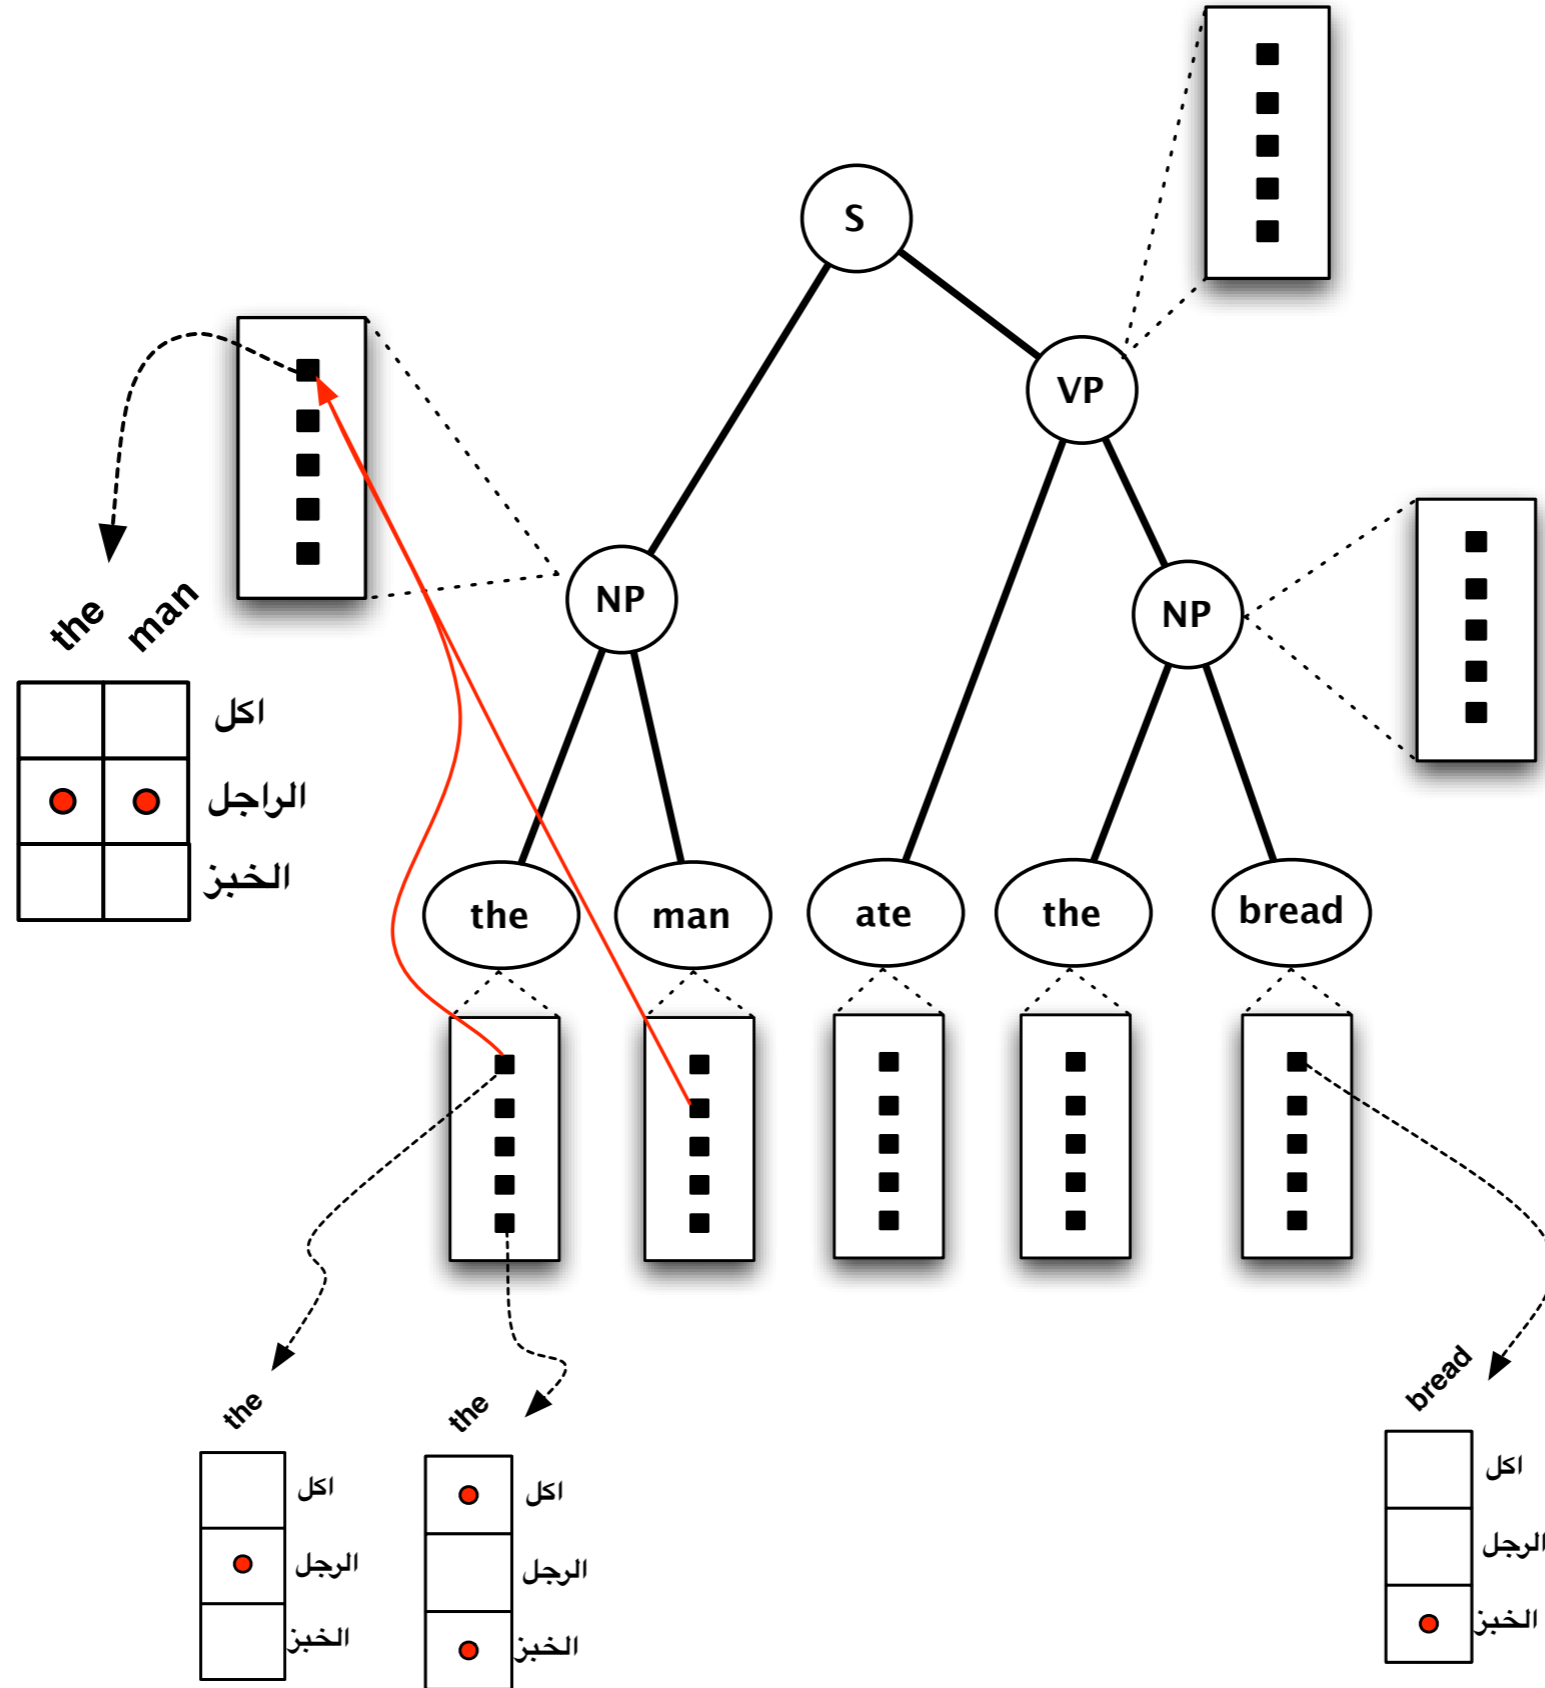 S
VP
NP
NP
the man
اكل
الراجل
الخبز
the man ate the bread
the
اكل
الرجل
الخبز
the
اكل
الرجل
الخبز
bread
اكل
الرجل
الخبز